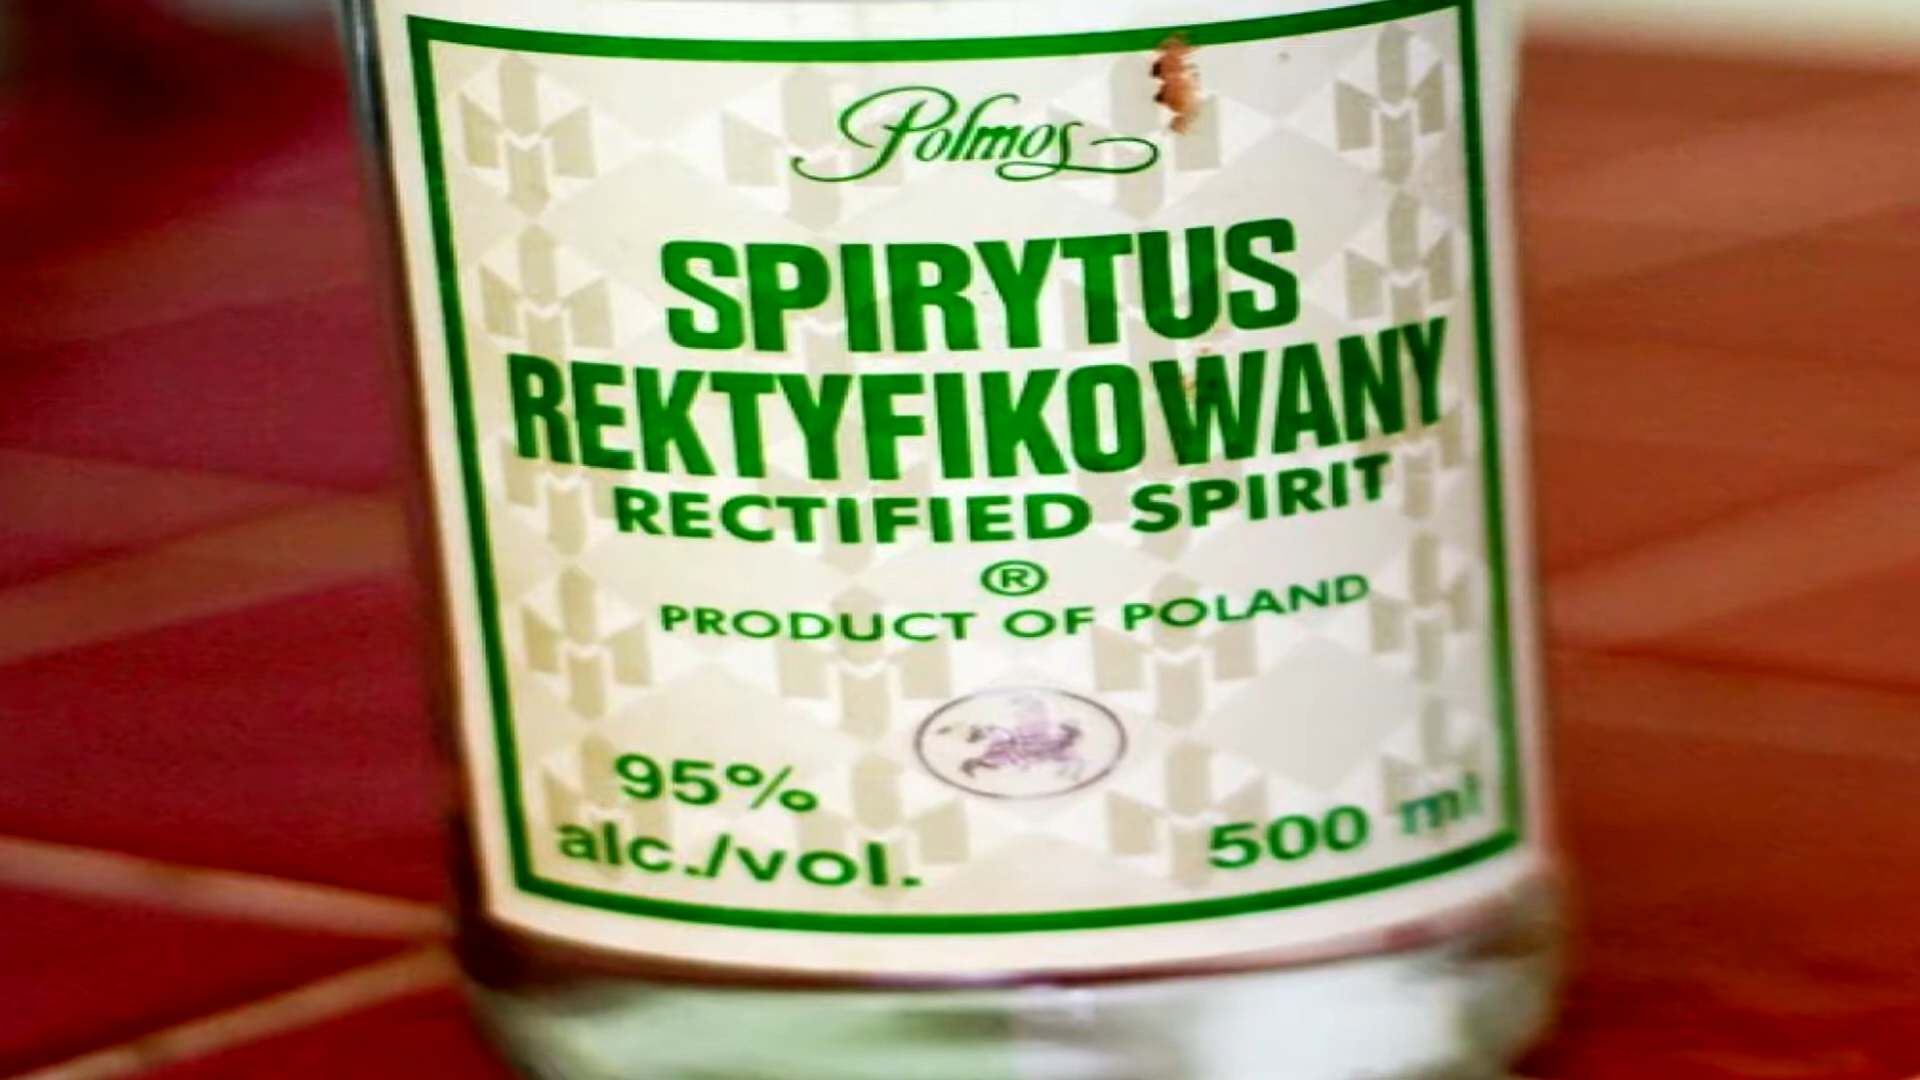 Polmos
SPIRYTUS
REKTYFIKOWANY
RECTIFIED SPIRIT
®
PRODUCT OF POLAND
95%
alc./vol.
500 ml